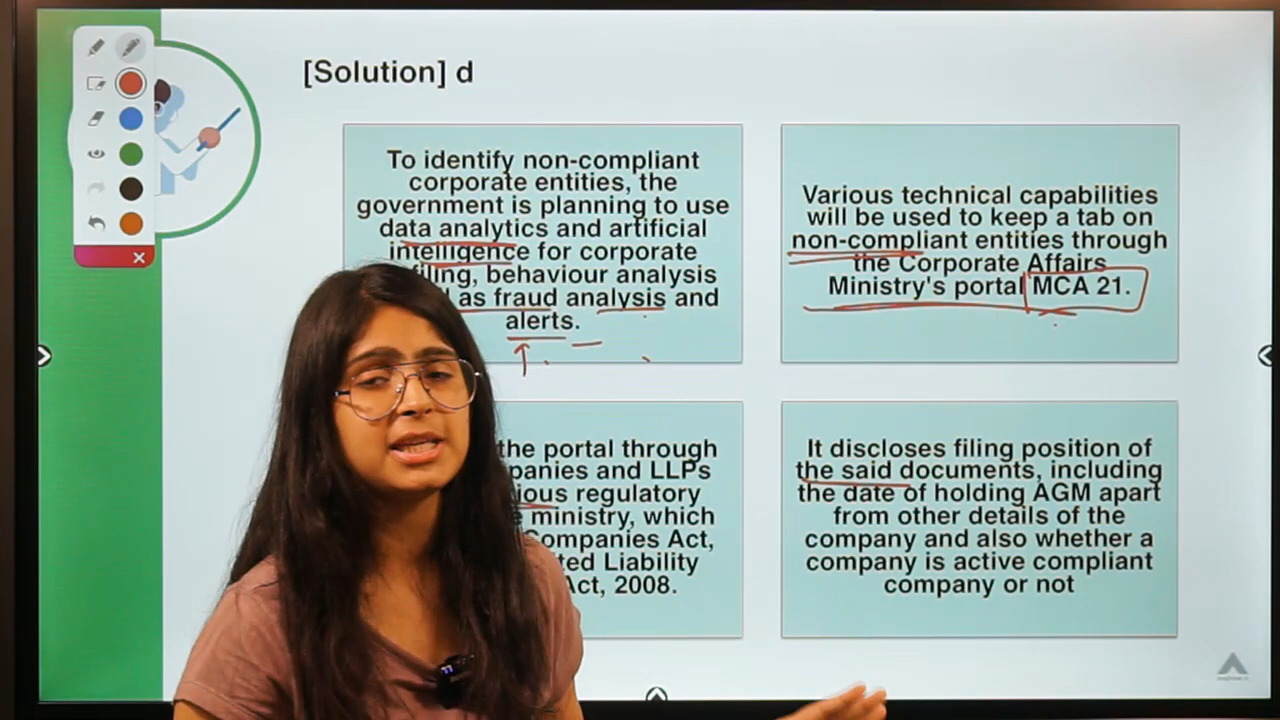 [Solution] d
To identify non-compliant
corporate entities, the
government is planning to use
data analytics and artificial
intelligence for corporate
filing, behaviour analysis
as fraud analysis and
alerts.
Various technical capabilities
will be used to keep a tab on
non-compliant entities through
the Corporate Affairs
Ministry's portal MCA 21.
the portal through
and LLPs
regulatory
ministry, which
Companies Act,
Liability
Act, 2008.
It discloses filing position of
the said documents, including
the date of holding AGM apart
from other details of the
company and also whether a
company is active compliant
company or not